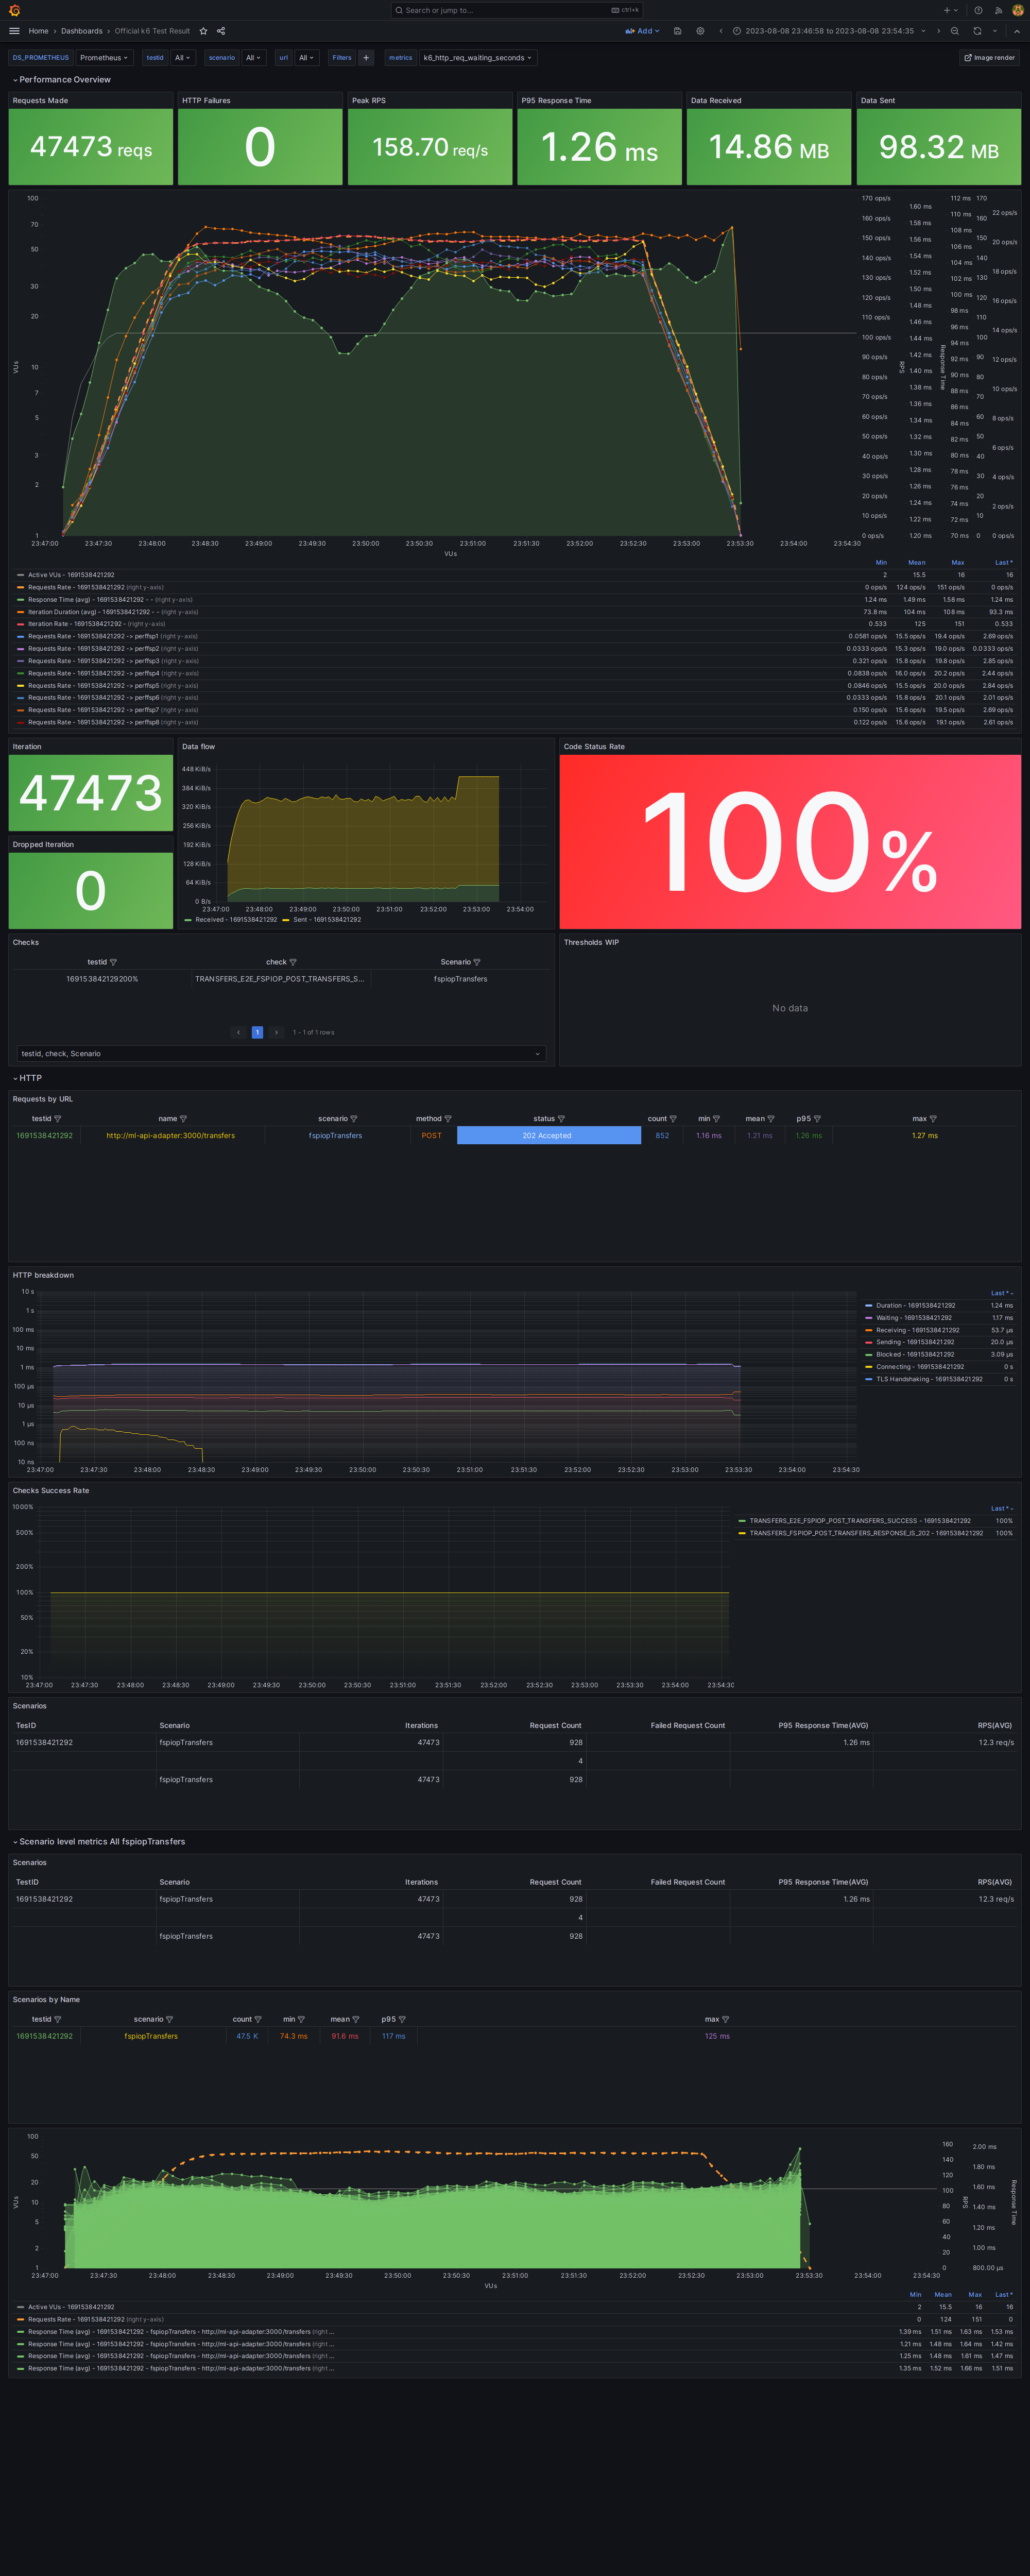 Search or jump to... ctrl+k
Home › Dashboards › Official k6 Test Result Add 2023-08-08 23:46:58 to 2023-08-08 23:54:35
DS_PROMETHEUS Prometheus testid All scenario All url All Filters + metrics k6_http_req_waiting_seconds Image render
Performance Overview
Requests Made HTTP Failures Peak RPS P95 Response Time Data Received Data Sent
47473 reqs 0 158.70 req/s 1.26 ms 14.86 MB 98.32 MB
100 70 50 30 20 10 7 5 3 2 1
VUs
170 ops/s 160 ops/s 150 ops/s 140 ops/s 130 ops/s 120 ops/s 110 ops/s 100 ops/s 90 ops/s 80 ops/s 70 ops/s 60 ops/s 50 ops/s 40 ops/s 30 ops/s 20 ops/s 10 ops/s 0 ops/s
RPS
1.60 ms 1.58 ms 1.56 ms 1.54 ms 1.52 ms 1.50 ms 1.48 ms 1.46 ms 1.44 ms 1.42 ms 1.40 ms 1.38 ms 1.36 ms 1.34 ms 1.32 ms 1.30 ms 1.28 ms 1.26 ms 1.24 ms 1.22 ms 1.20 ms
Response Time
112 ms 110 ms 108 ms 106 ms 104 ms 102 ms 100 ms 98 ms 96 ms 94 ms 92 ms 90 ms 88 ms 86 ms 84 ms 82 ms 80 ms 78 ms 76 ms 74 ms 72 ms 70 ms
170 160 150 140 130 120 110 100 90 80 70 60 50 40 30 20 10 0
22 ops/s 20 ops/s 18 ops/s 16 ops/s 14 ops/s 12 ops/s 10 ops/s 8 ops/s 6 ops/s 4 ops/s 2 ops/s 0 ops/s
23:47:00 23:47:30 23:48:00 23:48:30 23:49:00 23:49:30 23:50:00 23:50:30 23:51:00 23:51:30 23:52:00 23:52:30 23:53:00 23:53:30 23:54:00 23:54:30
VUs
Min Mean Max Last *
Active VUs - 1691538421292 2 15.5 16 16
Requests Rate - 1691538421292 (right y-axis) 0 ops/s 124 ops/s 151 ops/s 0 ops/s
Response Time (avg) - 1691538421292 - - (right y-axis) 1.24 ms 1.49 ms 1.58 ms 1.24 ms
Iteration Duration (avg) - 1691538421292 - - (right y-axis) 73.8 ms 104 ms 108 ms 93.3 ms
Iteration Rate - 1691538421292 - (right y-axis) 0.533 125 151 0.533
Requests Rate - 1691538421292 -> perffsp1 (right y-axis) 0.0581 ops/s 15.5 ops/s 19.4 ops/s 2.69 ops/s
Requests Rate - 1691538421292 -> perffsp2 (right y-axis) 0.0333 ops/s 15.3 ops/s 19.0 ops/s 0.0333 ops/s
Requests Rate - 1691538421292 -> perffsp3 (right y-axis) 0.321 ops/s 15.8 ops/s 19.8 ops/s 2.85 ops/s
Requests Rate - 1691538421292 -> perffsp4 (right y-axis) 0.0838 ops/s 16.0 ops/s 20.2 ops/s 2.44 ops/s
Requests Rate - 1691538421292 -> perffsp5 (right y-axis) 0.0846 ops/s 15.5 ops/s 20.0 ops/s 2.84 ops/s
Requests Rate - 1691538421292 -> perffsp6 (right y-axis) 0.0333 ops/s 15.8 ops/s 20.1 ops/s 2.01 ops/s
Requests Rate - 1691538421292 -> perffsp7 (right y-axis) 0.150 ops/s 15.6 ops/s 19.5 ops/s 2.69 ops/s
Requests Rate - 1691538421292 -> perffsp8 (right y-axis) 0.122 ops/s 15.6 ops/s 19.1 ops/s 2.61 ops/s
Iteration Data flow Code Status Rate
47473
448 KiB/s 384 KiB/s 320 KiB/s 256 KiB/s 192 KiB/s 128 KiB/s 64 KiB/s 0 B/s
100%
Dropped Iteration
0
23:47:00 23:48:00 23:49:00 23:50:00 23:51:00 23:52:00 23:53:00 23:54:00
Received - 1691538421292 Sent - 1691538421292
Checks Thresholds WIP
testid check Scenario
169153842129200% TRANSFERS_E2E_FSPIOP_POST_TRANSFERS_S... fspiopTransfers
No data
‹ 1 › 1 - 1 of 1 rows
testid, check, Scenario
HTTP
Requests by URL
testid name scenario method status count min mean p95 max
1691538421292 http://ml-api-adapter:3000/transfers fspiopTransfers POST 202 Accepted 852 1.16 ms 1.21 ms 1.26 ms 1.27 ms
HTTP breakdown
10 s 1 s 100 ms 10 ms 1 ms 100 µs 10 µs 1 µs 100 ns 10 ns
23:47:00 23:47:30 23:48:00 23:48:30 23:49:00 23:49:30 23:50:00 23:50:30 23:51:00 23:51:30 23:52:00 23:52:30 23:53:00 23:53:30 23:54:00 23:54:30
Last *
Duration - 1691538421292 1.24 ms
Waiting - 1691538421292 1.17 ms
Receiving - 1691538421292 53.7 µs
Sending - 1691538421292 20.0 µs
Blocked - 1691538421292 3.09 µs
Connecting - 1691538421292 0 s
TLS Handshaking - 1691538421292 0 s
Checks Success Rate
1000% 500% 200% 100% 50% 20% 10%
23:47:00 23:47:30 23:48:00 23:48:30 23:49:00 23:49:30 23:50:00 23:50:30 23:51:00 23:51:30 23:52:00 23:52:30 23:53:00 23:53:30 23:54:00 23:54:30
Last *
TRANSFERS_E2E_FSPIOP_POST_TRANSFERS_SUCCESS - 1691538421292 100%
TRANSFERS_FSPIOP_POST_TRANSFERS_RESPONSE_IS_202 - 1691538421292 100%
Scenarios
TesID Scenario Iterations Request Count Failed Request Count P95 Response Time(AVG) RPS(AVG)
1691538421292 fspiopTransfers 47473 928 1.26 ms 12.3 req/s
4
fspiopTransfers 47473 928
Scenario level metrics All fspiopTransfers
Scenarios
TestID Scenario Iterations Request Count Failed Request Count P95 Response Time(AVG) RPS(AVG)
1691538421292 fspiopTransfers 47473 928 1.26 ms 12.3 req/s
4
fspiopTransfers 47473 928
Scenarios by Name
testid scenario count min mean p95 max
1691538421292 fspiopTransfers 47.5 K 74.3 ms 91.6 ms 117 ms 125 ms
100 50 20 10 5 2 1
VUs
160 140 120 100 80 60 40 20 0
RPS
2.00 ms 1.80 ms 1.60 ms 1.40 ms 1.20 ms 1.00 ms 800.00 µs
Response Time
23:47:00 23:47:30 23:48:00 23:48:30 23:49:00 23:49:30 23:50:00 23:50:30 23:51:00 23:51:30 23:52:00 23:52:30 23:53:00 23:53:30 23:54:00 23:54:30
VUs
Min Mean Max Last *
Active VUs - 1691538421292 2 15.5 16 16
Requests Rate - 1691538421292 (right y-axis) 0 124 151 0
Response Time (avg) - 1691538421292 - fspiopTransfers - http://ml-api-adapter:3000/transfers (right ... 1.39 ms 1.51 ms 1.63 ms 1.53 ms
Response Time (avg) - 1691538421292 - fspiopTransfers - http://ml-api-adapter:3000/transfers (right ... 1.21 ms 1.48 ms 1.64 ms 1.42 ms
Response Time (avg) - 1691538421292 - fspiopTransfers - http://ml-api-adapter:3000/transfers (right ... 1.25 ms 1.48 ms 1.61 ms 1.47 ms
Response Time (avg) - 1691538421292 - fspiopTransfers - http://ml-api-adapter:3000/transfers (right ... 1.35 ms 1.52 ms 1.66 ms 1.51 ms